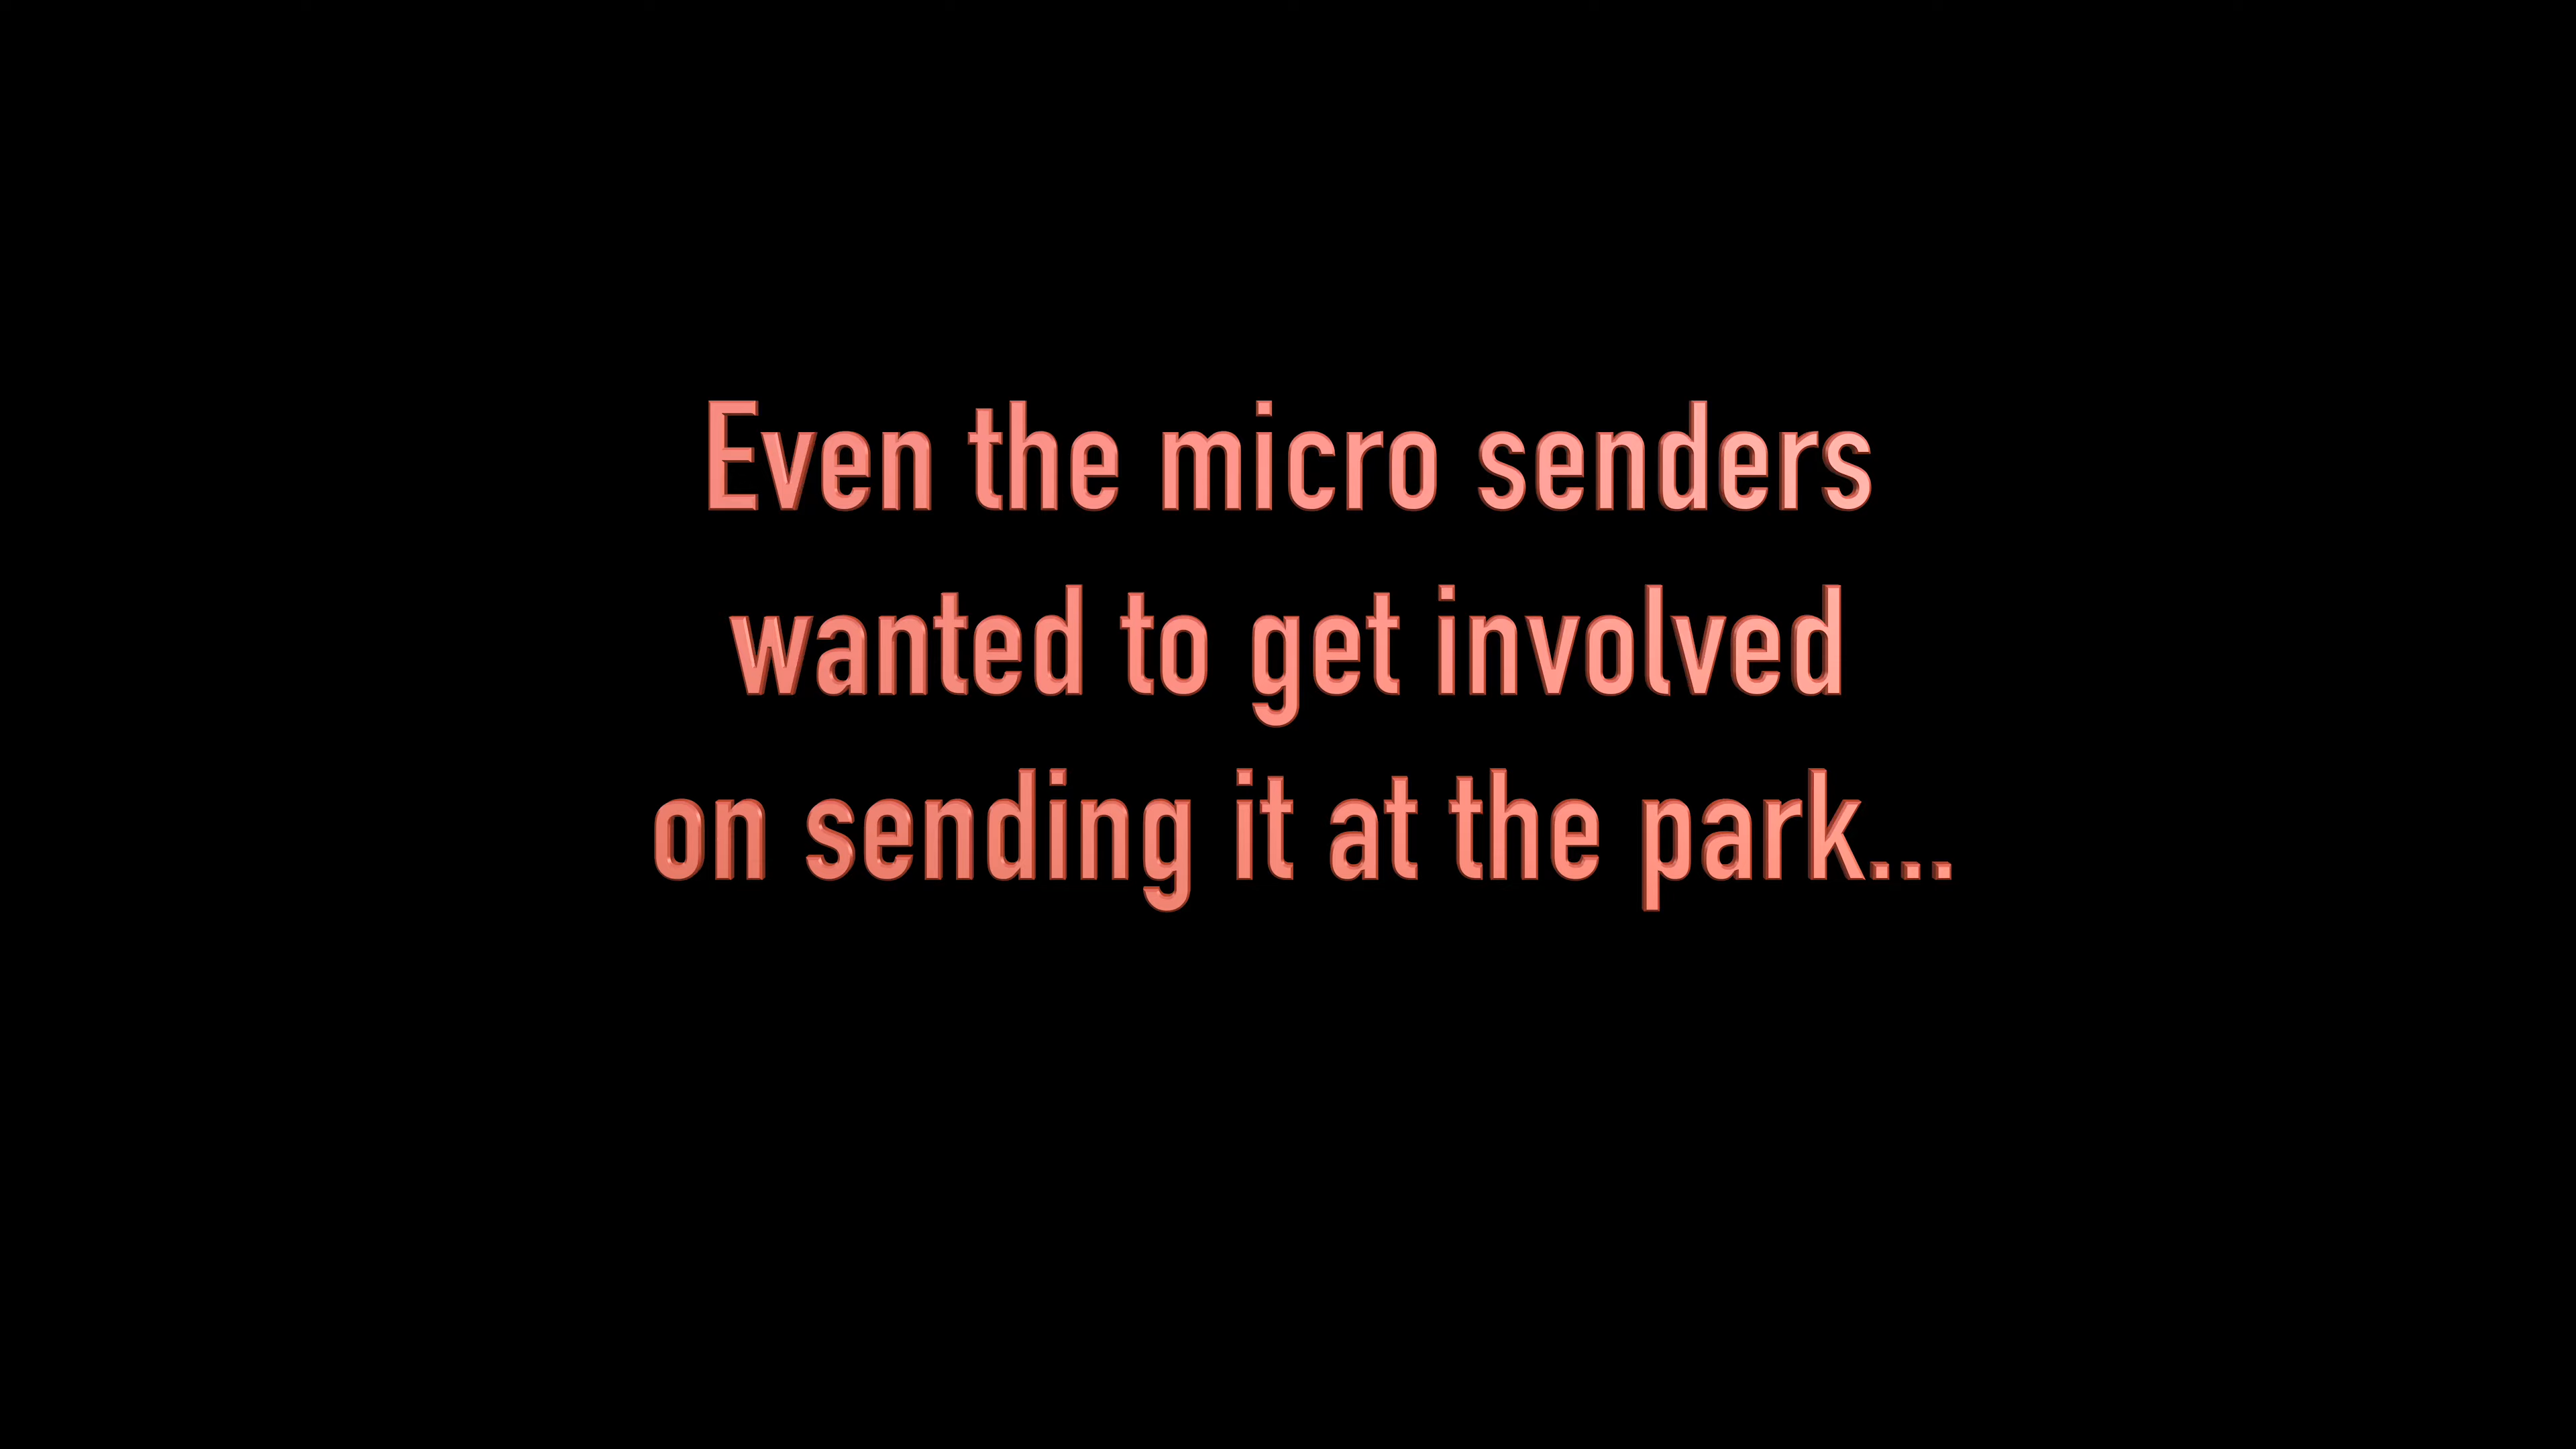 Even the micro senders
wanted to get involved
on sending it at the park...